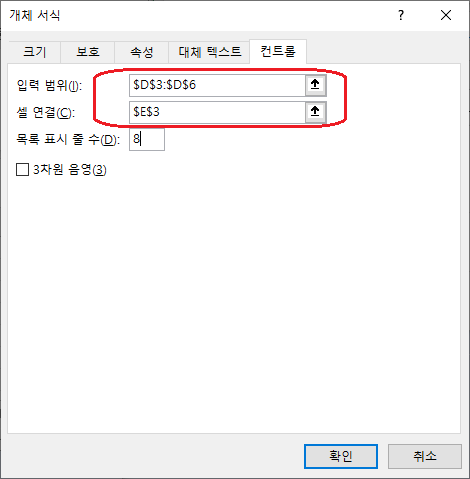 개체 서식 ?
크기 보호 속성 대체 텍스트 컨트롤
입력 범위(I): $D$3:$D$6
셀 연결(C): $E$3
목록 표시 줄 수(D): 8
3차원 음영(3)
확인 취소